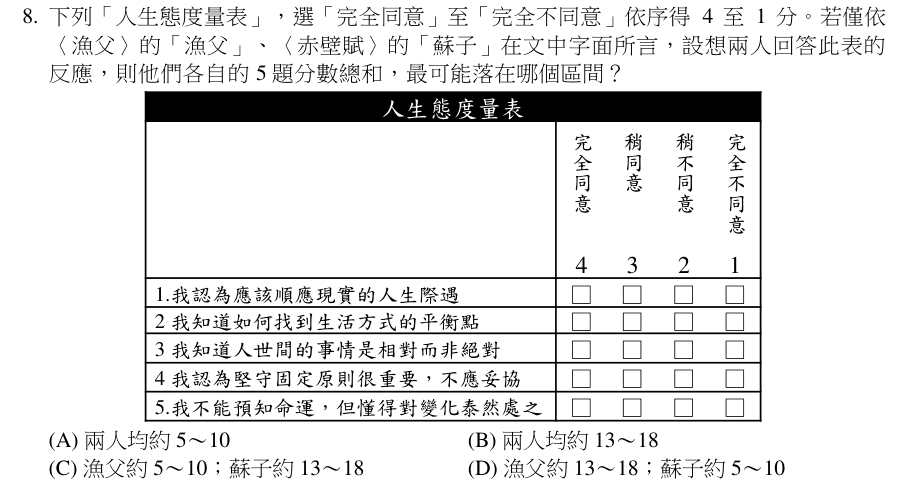 8. 下列「人生態度量表」，選「完全同意」至「完全不同意」依序得 4 至 1 分。若僅依
〈漁父〉的「漁父」、〈赤壁賦〉的「蘇子」在文中字面所言，設想兩人回答此表的
反應，則他們各自的 5 題分數總和，最可能落在哪個區間？
人生態度量表
完全同意 稍同意 稍不同意 完全不同意
4 3 2 1
1.我認為應該順應現實的人生際遇 □ □ □ □
2 我知道如何找到生活方式的平衡點 □ □ □ □
3 我知道人世間的事情是相對而非絕對 □ □ □ □
4 我認為堅守固定原則很重要，不應妥協 □ □ □ □
5.我不能預知命運，但懂得對變化泰然處之 □ □ □ □
(A) 兩人均約 5～10 (B) 兩人均約 13～18
(C) 漁父約 5～10；蘇子約 13～18 (D) 漁父約 13～18；蘇子約 5～10